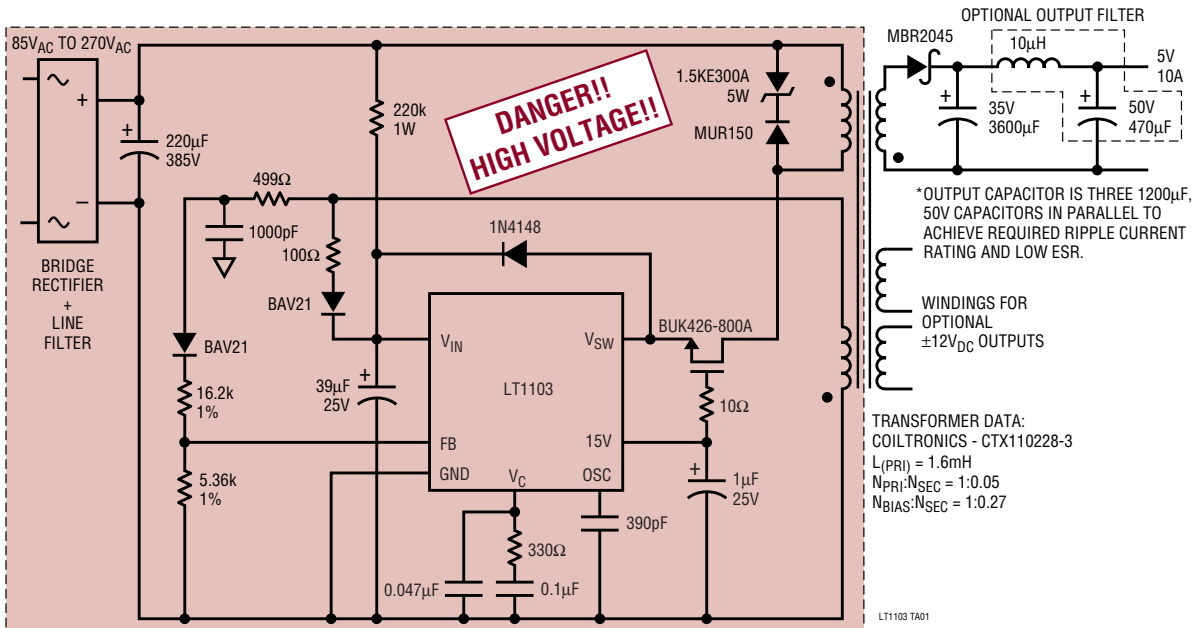 OPTIONAL OUTPUT FILTER
85VAC TO 270VAC
MBR2045
10µH
5V
10A
1.5KE300A
5W
DANGER!!
HIGH VOLTAGE!!
+
220k
1W
MUR150
+
220µF
385V
+
35V
3600µF
+
50V
470µF
–
499Ω
*OUTPUT CAPACITOR IS THREE 1200µF,
50V CAPACITORS IN PARALLEL TO
ACHIEVE REQUIRED RIPPLE CURRENT
RATING AND LOW ESR.
1000pF
100Ω
1N4148
BRIDGE
RECTIFIER
+
LINE
FILTER
BAV21
WINDINGS FOR
OPTIONAL
±12VDC OUTPUTS
BUK426-800A
BAV21
VIN
VSW
LT1103
+
39µF
25V
16.2k
1%
10Ω
TRANSFORMER DATA:
COILTRONICS - CTX110228-3
L(PRI) = 1.6mH
NPRI:NSEC = 1:0.05
NBIAS:NSEC = 1:0.27
FB
15V
GND
VC
OSC
5.36k
1%
+
1µF
25V
390pF
330Ω
0.047µF
0.1µF
LT1103 TA01